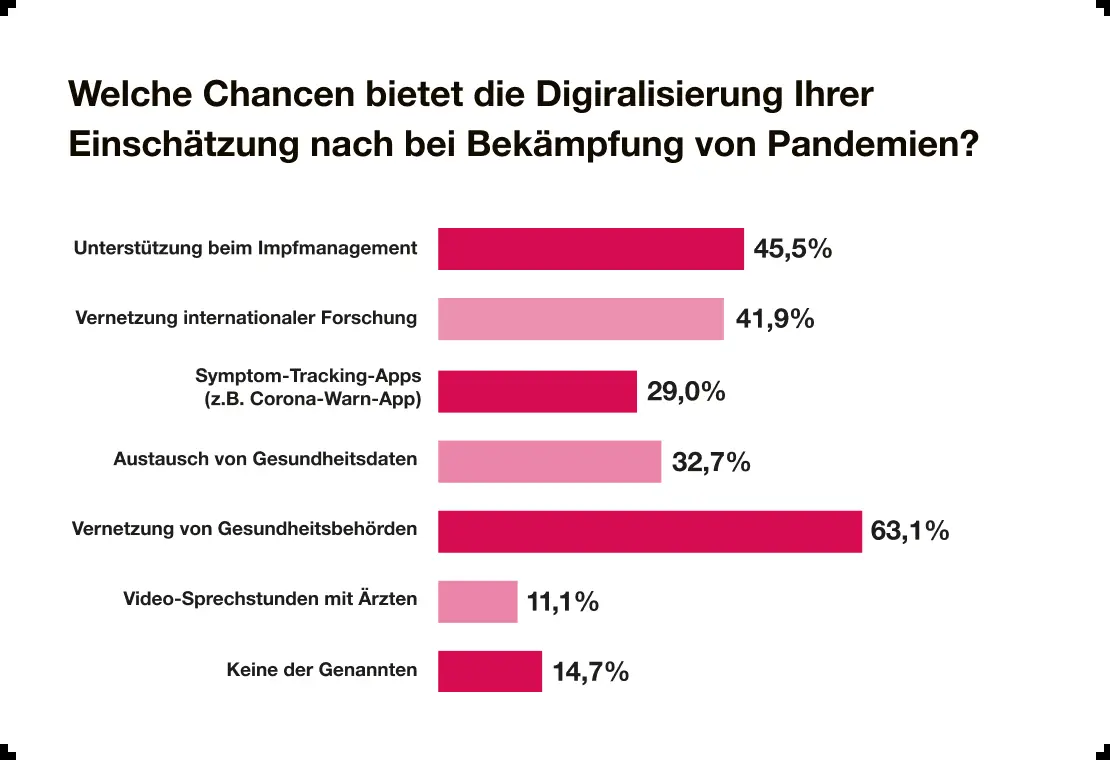 Welche Chancen bietet die Digiralisierung Ihrer
Einschätzung nach bei Bekämpfung von Pandemien?
Unterstützung beim Impfmanagement 45,5%
Vernetzung internationaler Forschung 41,9%
Symptom-Tracking-Apps
(z.B. Corona-Warn-App) 29,0%
Austausch von Gesundheitsdaten 32,7%
Vernetzung von Gesundheitsbehörden 63,1%
Video-Sprechstunden mit Ärzten 11,1%
Keine der Genannten 14,7%